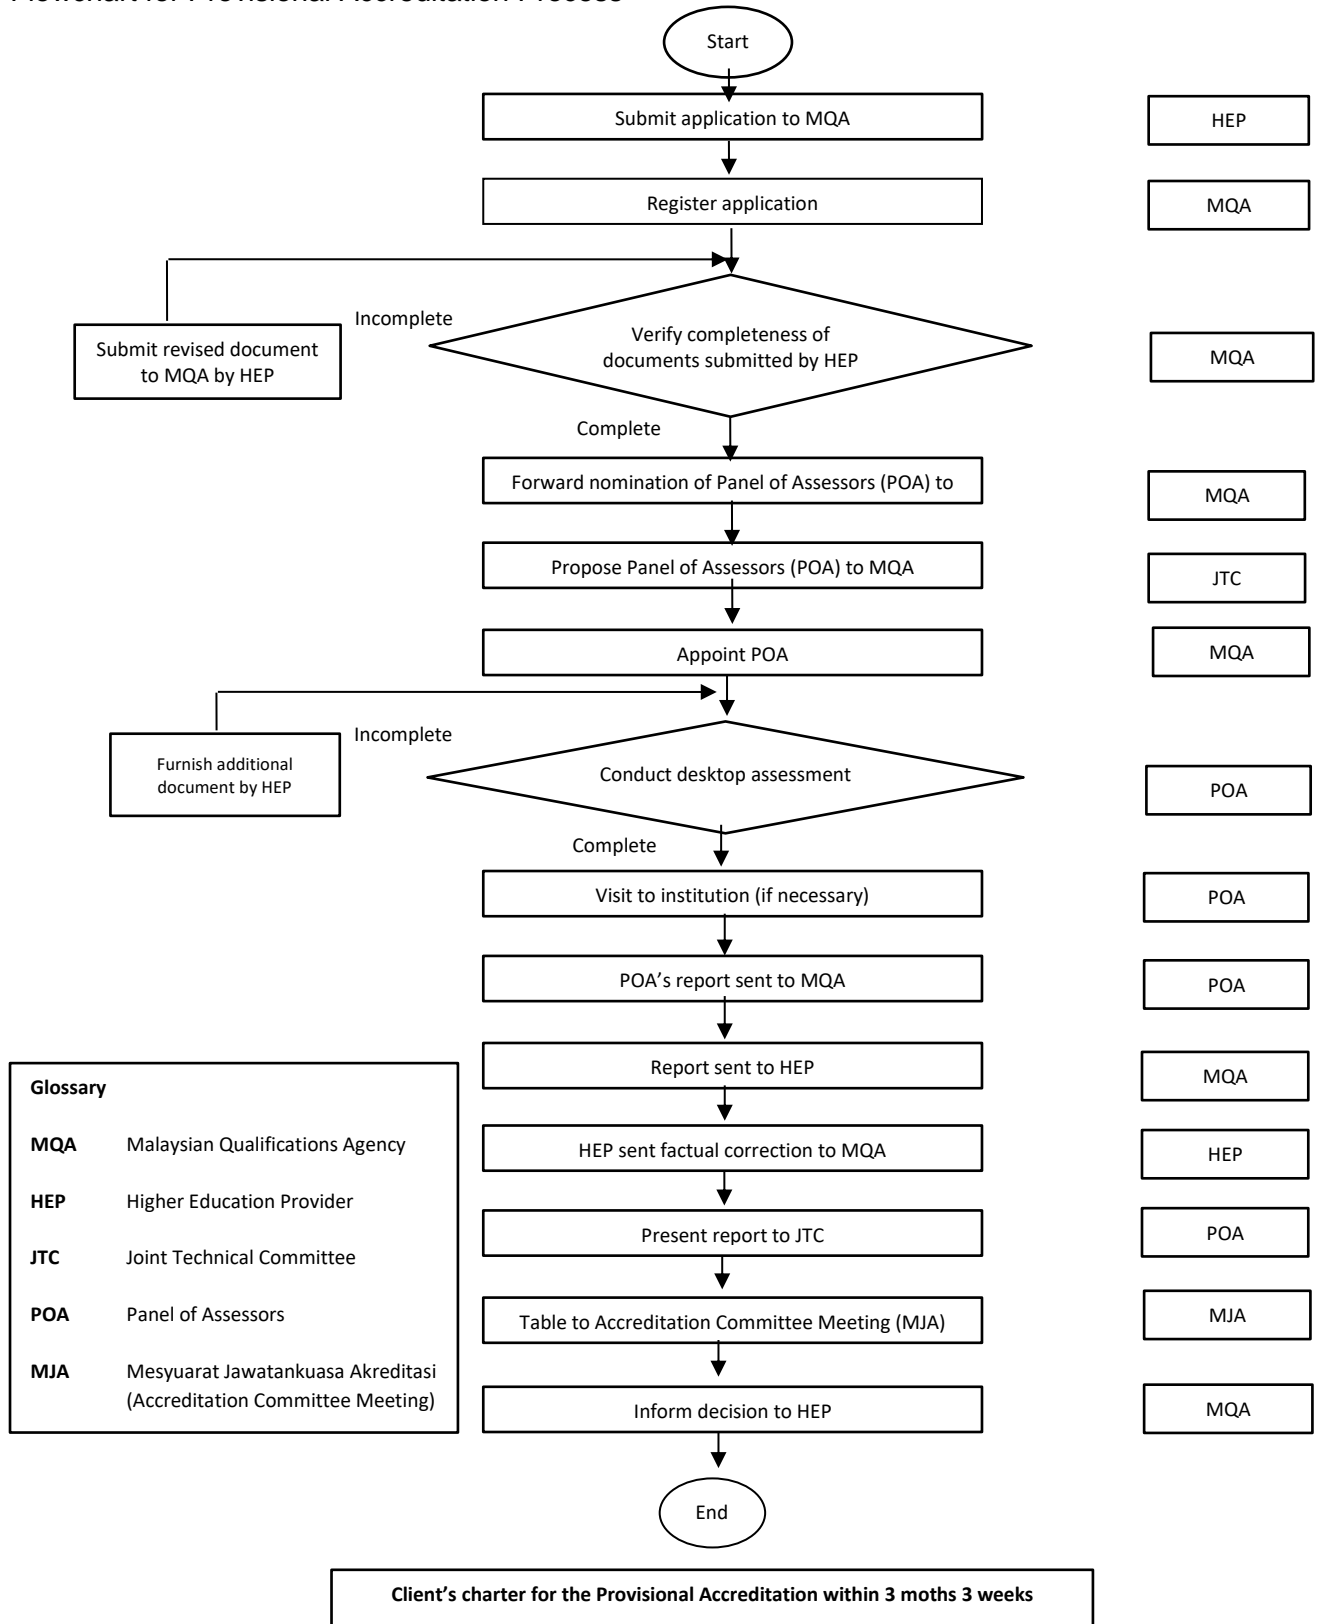 Flowchart for Provisional Accreditation Process
Start
Submit application to MQA
HEP
Register application
MQA
Incomplete
Verify completeness of
documents submitted by HEP
Submit revised document
to MQA by HEP
MQA
Complete
Forward nomination of Panel of Assessors (POA) to
MQA
Propose Panel of Assessors (POA) to MQA
JTC
Appoint POA
MQA
Incomplete
Furnish additional
document by HEP
Conduct desktop assessment
POA
Complete
Visit to institution (if necessary)
POA
POA’s report sent to MQA
POA
Report sent to HEP
MQA
HEP sent factual correction to MQA
HEP
Present report to JTC
POA
Table to Accreditation Committee Meeting (MJA)
MJA
Inform decision to HEP
MQA
End
Glossary
MQA Malaysian Qualifications Agency
HEP Higher Education Provider
JTC Joint Technical Committee
POA Panel of Assessors
MJA Mesyuarat Jawatankuasa Akreditasi
(Accreditation Committee Meeting)
Client’s charter for the Provisional Accreditation within 3 moths 3 weeks